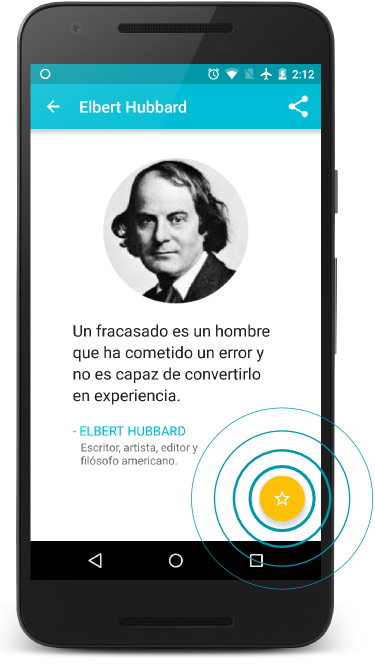 2:12
Elbert Hubbard
Un fracasado es un hombre
que ha cometido un error y
no es capaz de convertirlo
en experiencia.
- ELBERT HUBBARD
Escritor, artista, editor y
filósofo americano.